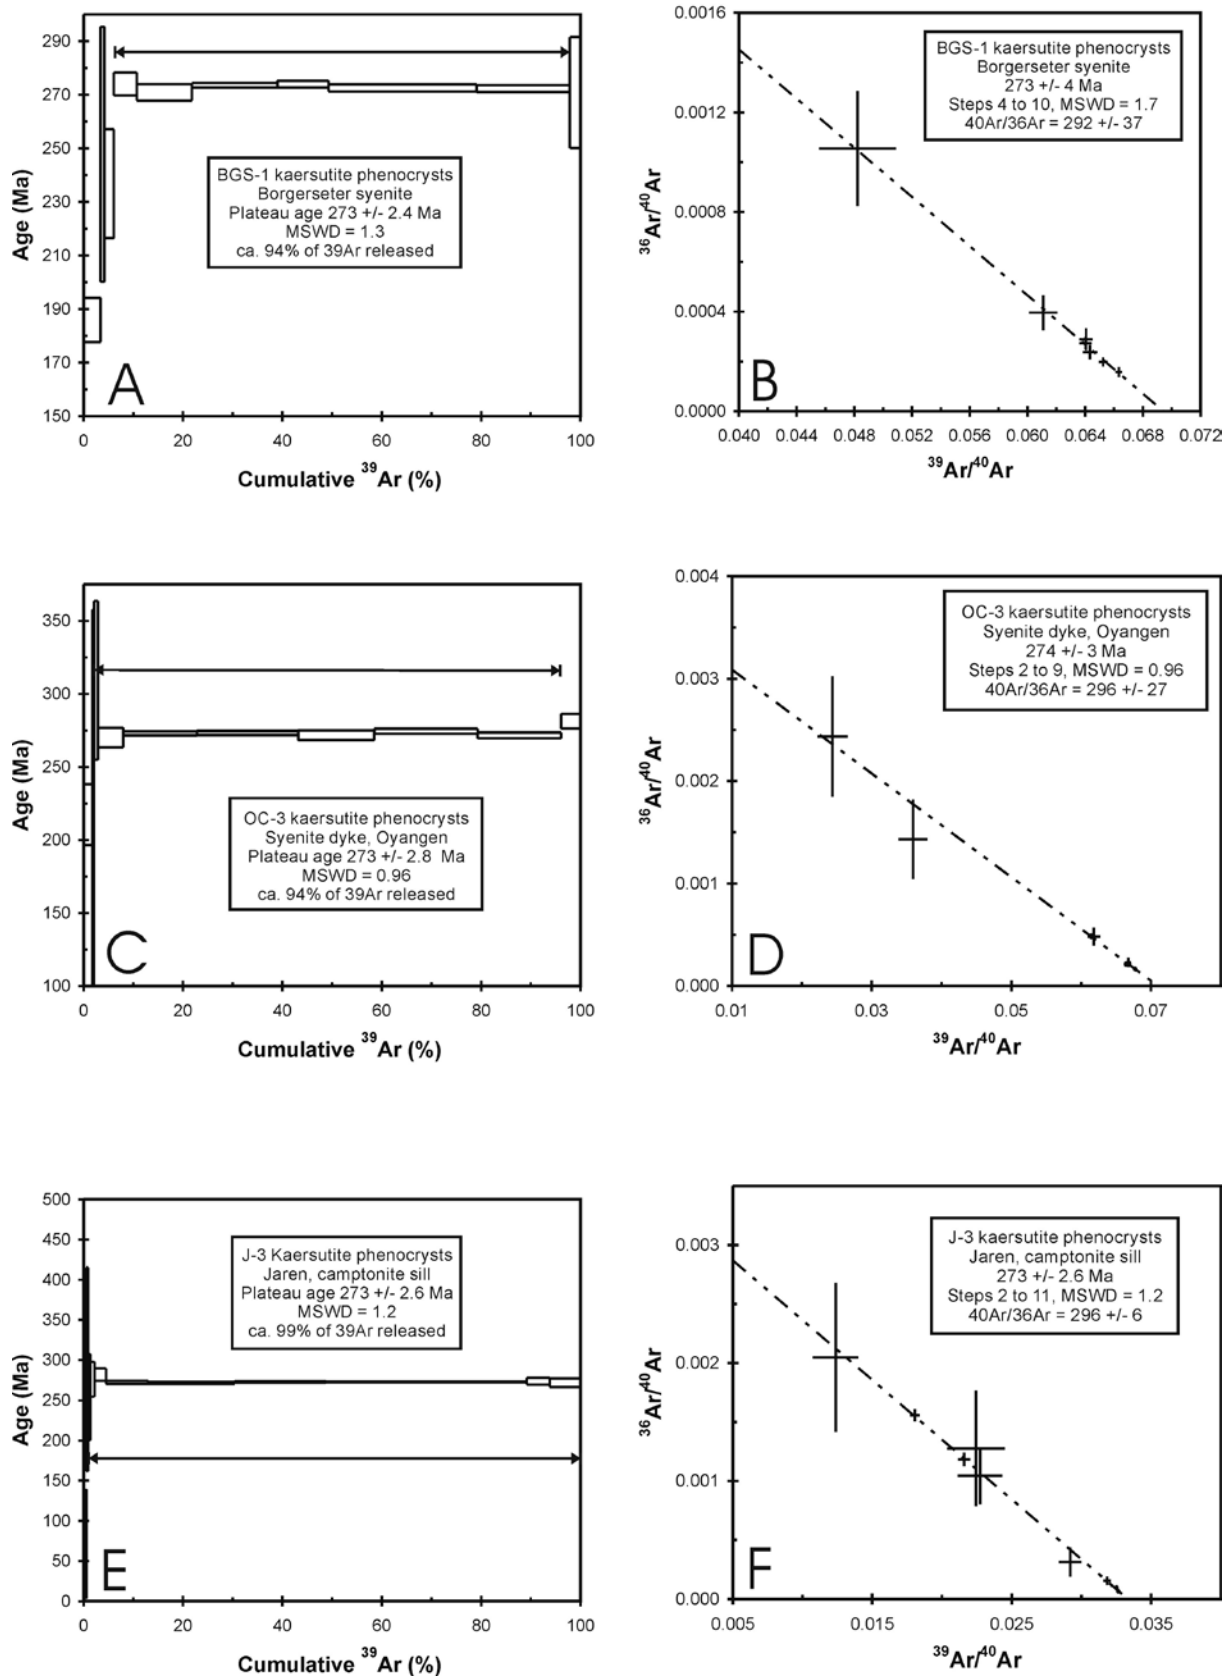 290
270
250
230
210
190
170
150
Age (Ma)
BGS-1 kaersutite phenocrysts
Borgerseter syenite
Plateau age 273 +/- 2.4 Ma
MSWD = 1.3
ca. 94% of 39Ar released
A
0 20 40 60 80 100
Cumulative 39Ar (%)
0.0016
0.0012
0.0008
0.0004
0.0000
36Ar/40Ar
BGS-1 kaersutite phenocrysts
Borgerseter syenite
273 +/- 4 Ma
Steps 4 to 10, MSWD = 1.7
40Ar/36Ar = 292 +/- 37
B
0.040 0.044 0.048 0.052 0.056 0.060 0.064 0.068 0.072
39Ar/40Ar
350
300
250
200
150
100
Age (Ma)
OC-3 kaersutite phenocrysts
Syenite dyke, Oyangen
Plateau age 273 +/- 2.8 Ma
MSWD = 0.96
ca. 94% of 39Ar released
C
0 20 40 60 80 100
Cumulative 39Ar (%)
0.004
0.003
0.002
0.001
0.000
36Ar/40Ar
OC-3 kaersutite phenocrysts
Syenite dyke, Oyangen
274 +/- 3 Ma
Steps 2 to 9, MSWD = 0.96
40Ar/36Ar = 296 +/- 27
D
0.01 0.03 0.05 0.07
39Ar/40Ar
500
450
400
350
300
250
200
150
100
50
0
Age (Ma)
J-3 Kaersutite phenocrysts
Jaren, camptonite sill
Plateau age 273 +/- 2.6 Ma
MSWD = 1.2
ca. 99% of 39Ar released
E
0 20 40 60 80 100
Cumulative 39Ar (%)
0.003
0.002
0.001
0.000
36Ar/40Ar
J-3 kaersutite phenocrysts
Jaren, camptonite sill
273 +/- 2.6 Ma
Steps 2 to 11, MSWD = 1.2
40Ar/36Ar = 296 +/- 6
F
0.005 0.015 0.025 0.035
39Ar/40Ar